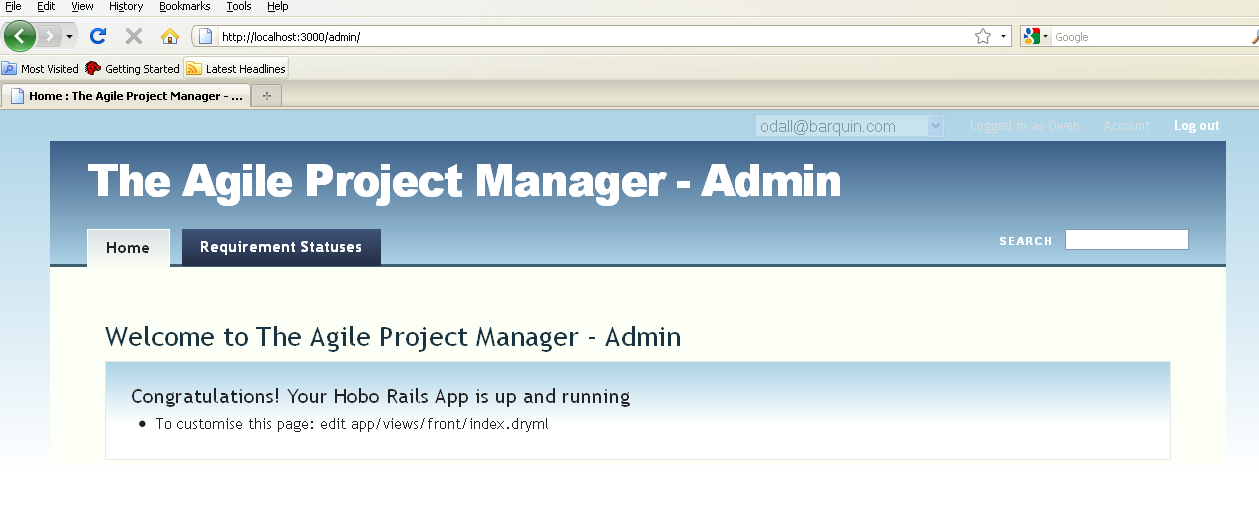 File Edit View History Bookmarks Tools Help
http://localhost:3000/admin/ Google
Most Visited Getting Started Latest Headlines
Home : The Agile Project Manager - ...
odall@barquin.com Logged in as Owen Account Log out
The Agile Project Manager - Admin
Home Requirement Statuses SEARCH
Welcome to The Agile Project Manager - Admin
Congratulations! Your Hobo Rails App is up and running
• To customise this page: edit app/views/front/index.dryml